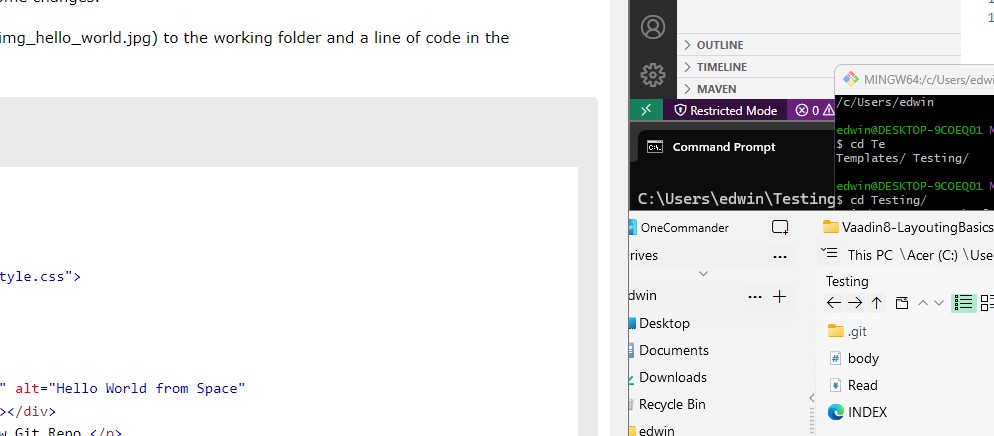 img_hello_world.jpg) to the working folder and a line of code in the
tyle.css">
" alt="Hello World from Space"
></div>
w Git Repo.</p>
OUTLINE
TIMELINE
MAVEN
Restricted Mode
0
Command Prompt
C:\Users\edwin\Testing
MINGW64:/c/Users/edwi
/c/Users/edwin
edwin@DESKTOP-9COEQO1 M
$ cd Te
Templates/ Testing/
edwin@DESKTOP-9COEQO1 M
$ cd Testing/
OneCommander
rives
dwin
Desktop
Documents
Downloads
Recycle Bin
edwin
Vaadin8-LayoutingBasics
This PC \Acer (C:) \Use
Testing
.git
body
Read
INDEX